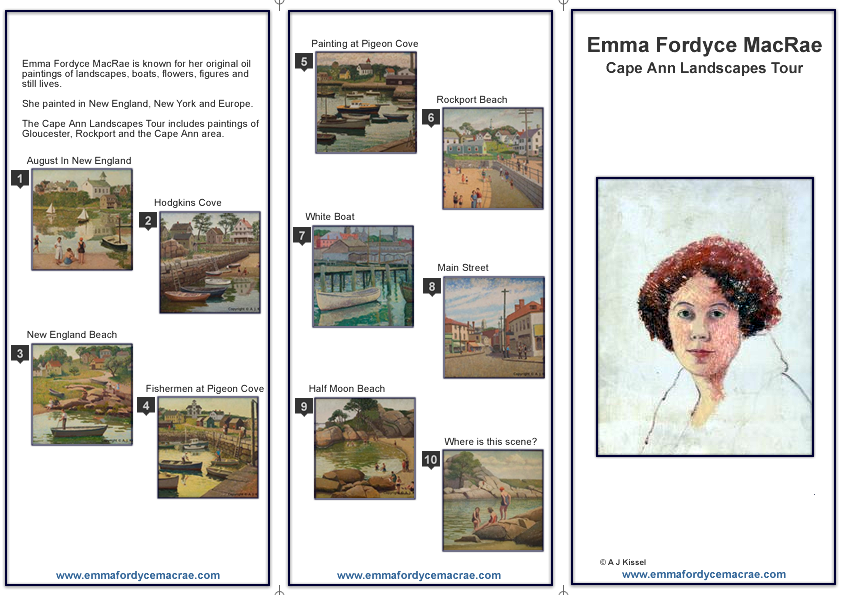 Emma Fordyce MacRae is known for her original oil
paintings of landscapes, boats, flowers, figures and
still lives.
She painted in New England, New York and Europe.
The Cape Ann Landscapes Tour includes paintings of
Gloucester, Rockport and the Cape Ann area.
August In New England
1
Hodgkins Cove
2
New England Beach
3
Fishermen at Pigeon Cove
4
www.emmafordycemacrae.com
Painting at Pigeon Cove
5
Rockport Beach
6
White Boat
7
Main Street
8
Half Moon Beach
9
Where is this scene?
10
www.emmafordycemacrae.com
Emma Fordyce MacRae
Cape Ann Landscapes Tour
© A J Kissel
www.emmafordycemacrae.com